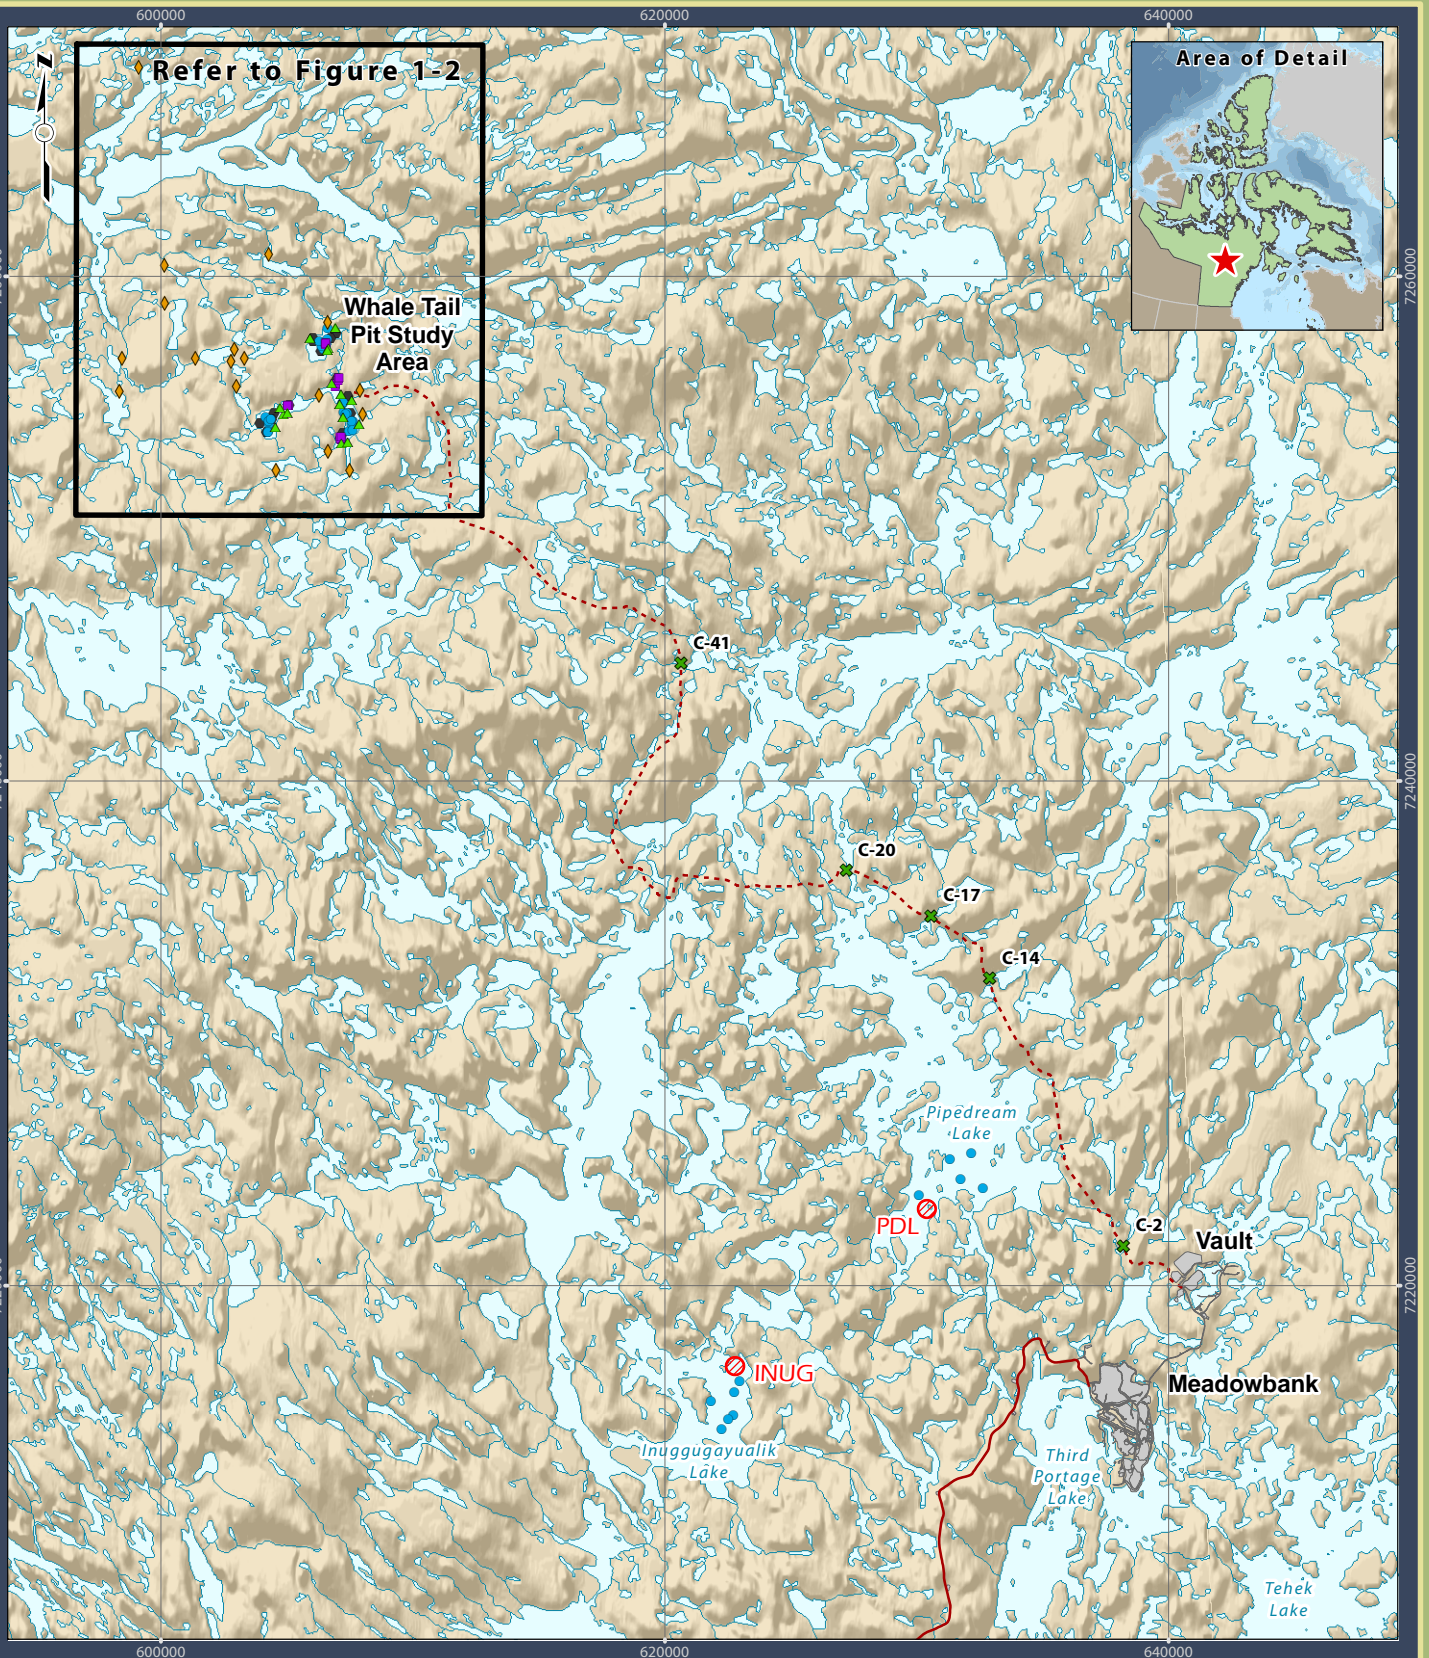 600000
620000
640000
Refer to Figure 1-2
Area of Detail
Z
7260000
Whale Tail
Pit Study
Area
C-41
7240000
C-20
C-17
C-14
Pipedream
Lake
PDL
C-2
Vault
7220000
INUG
Meadowbank
Inuggugayualik
Lake
Third
Portage
Lake
Tehek
Lake
600000
620000
640000